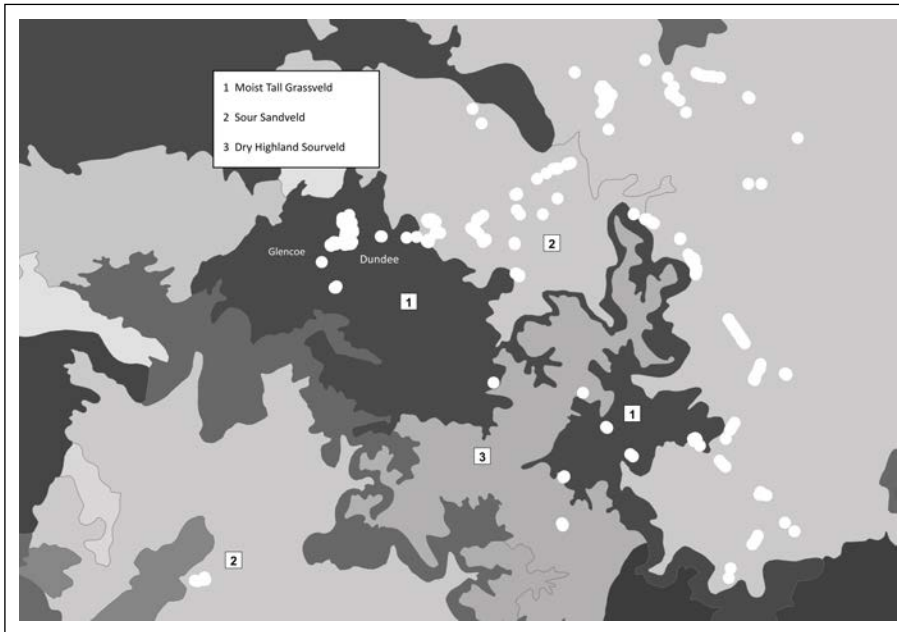 1 Moist Tall Grassveld
2 Sour Sandveld
3 Dry Highland Sourveld
2
Glencoe
Dundee
1
1
3
2